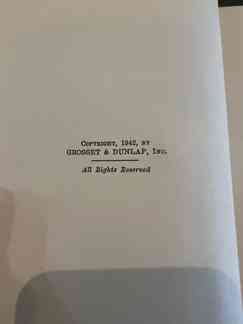 COPYRIGHT, 1942, BY
GROSSET & DUNLAP, INC.
All Rights Reserved